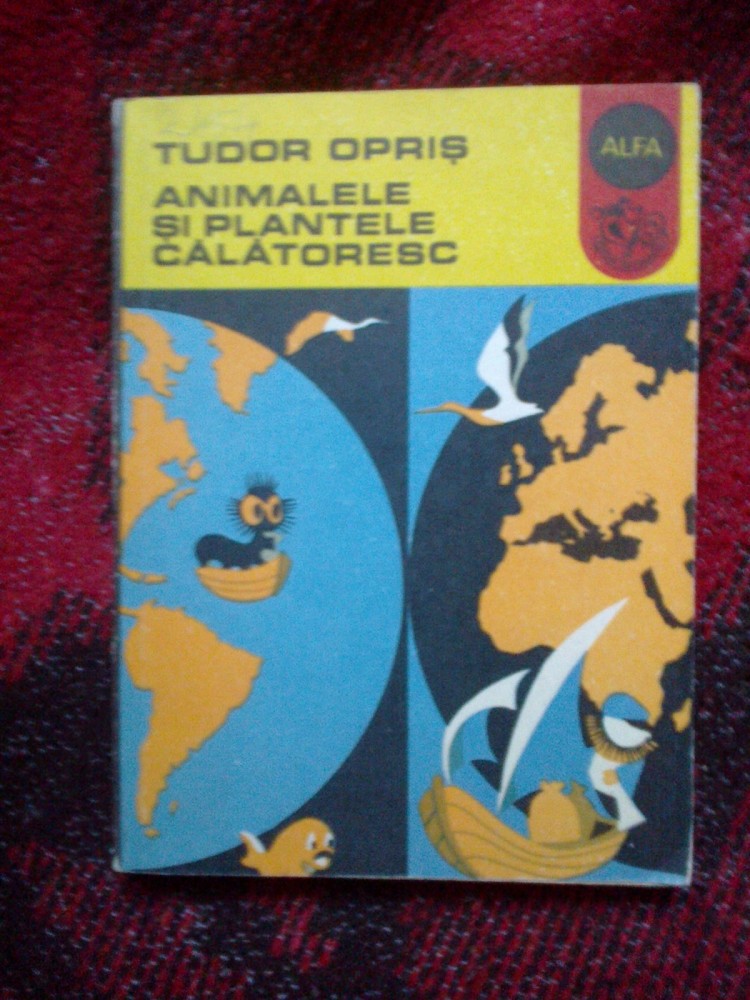 TUDOR OPRIȘ
ALFA
ANIMALELE
ȘI PLANTELE
CĂLĂTORESC